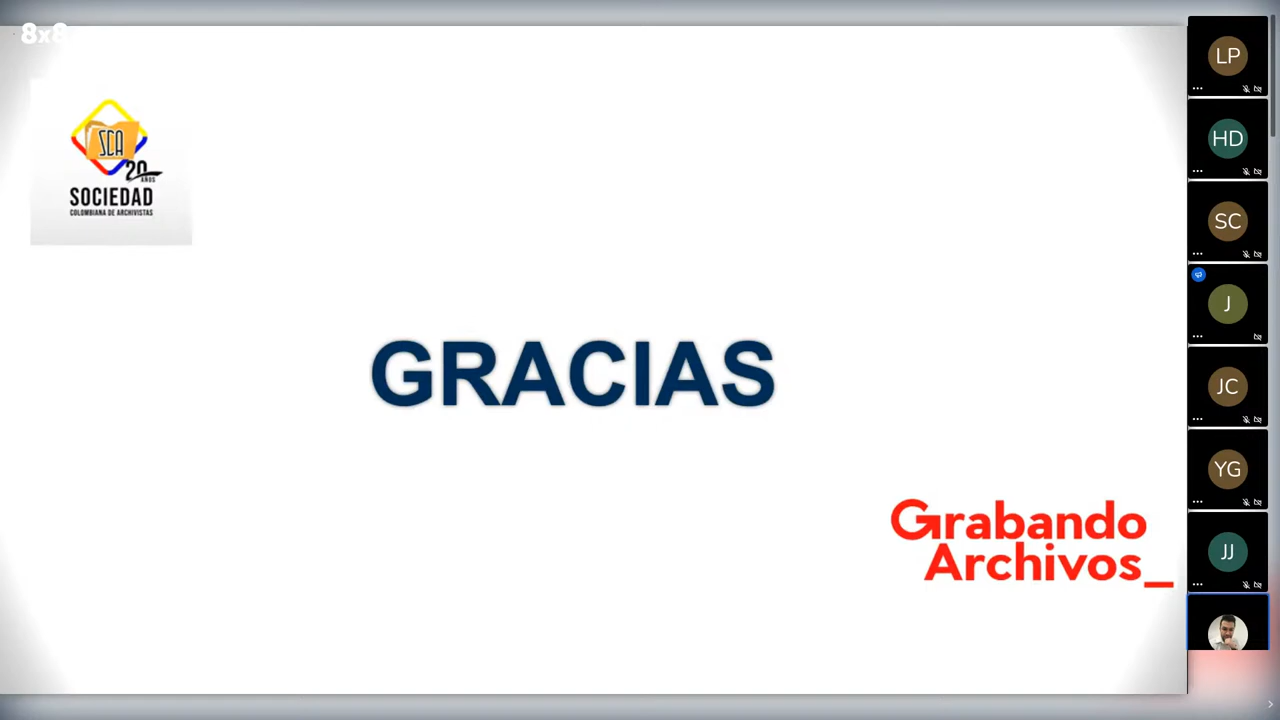 8x8
SCA
20
AÑOS
SOCIEDAD
COLOMBIANA DE ARCHIVISTAS
GRACIAS
Grabando
Archivos_
LP
HD
SC
J
JC
YG
JJ